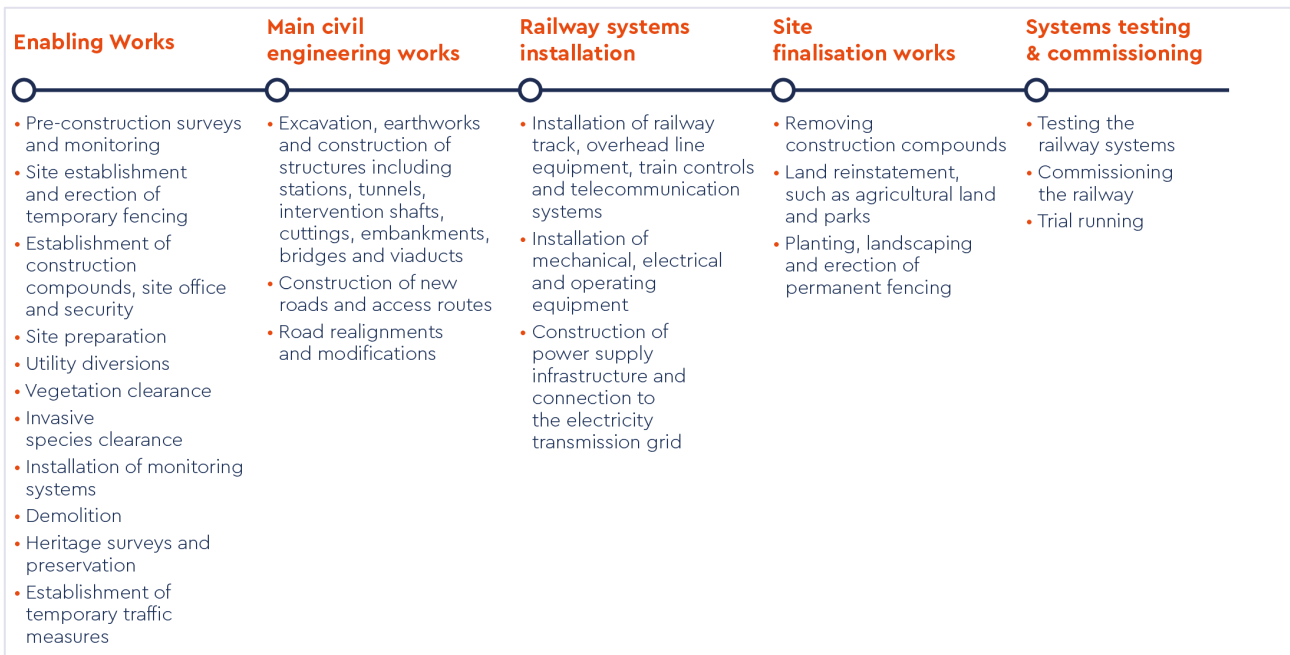 Enabling Works
• Pre-construction surveys
and monitoring
• Site establishment
and erection of
temporary fencing
• Establishment of
construction
compounds, site office
and security
• Site preparation
• Utility diversions
• Vegetation clearance
• Invasive
species clearance
• Installation of monitoring
systems
• Demolition
• Heritage surveys and
preservation
• Establishment of
temporary traffic
measures
Main civil
engineering works
• Excavation, earthworks
and construction of
structures including
stations, tunnels,
intervention shafts,
cuttings, embankments,
bridges and viaducts
• Construction of new
roads and access routes
• Road realignments
and modifications
Railway systems
installation
• Installation of railway
track, overhead line
equipment, train controls
and telecommunication
systems
• Installation of
mechanical, electrical
and operating
equipment
• Construction of
power supply
infrastructure and
connection to
the electricity
transmission grid
Site
finalisation works
• Removing
construction compounds
• Land reinstatement,
such as agricultural land
and parks
• Planting, landscaping
and erection of
permanent fencing
Systems testing
& commissioning
• Testing the
railway systems
• Commissioning
the railway
• Trial running